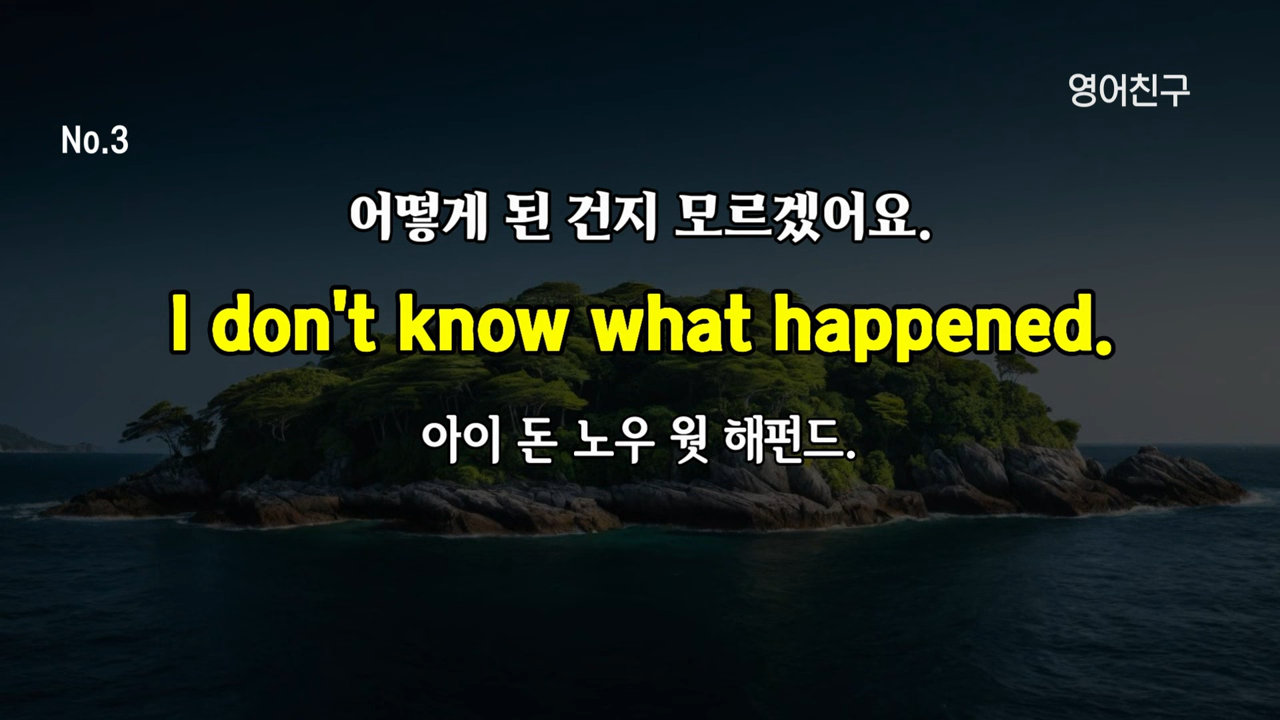 영어친구
No.3
어떻게 된 건지 모르겠어요.
I don't know what happened.
아이 돈 노우 웟 해펀드.